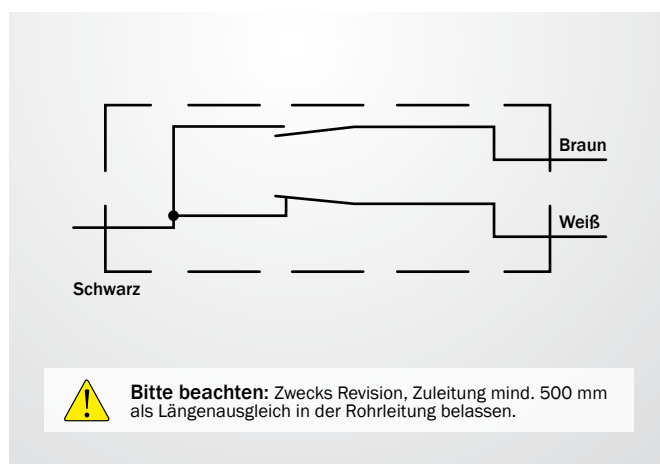 Braun
Weiß
Schwarz
Bitte beachten: Zwecks Revision, Zuleitung mind. 500 mm
als Längenausgleich in der Rohrleitung belassen.